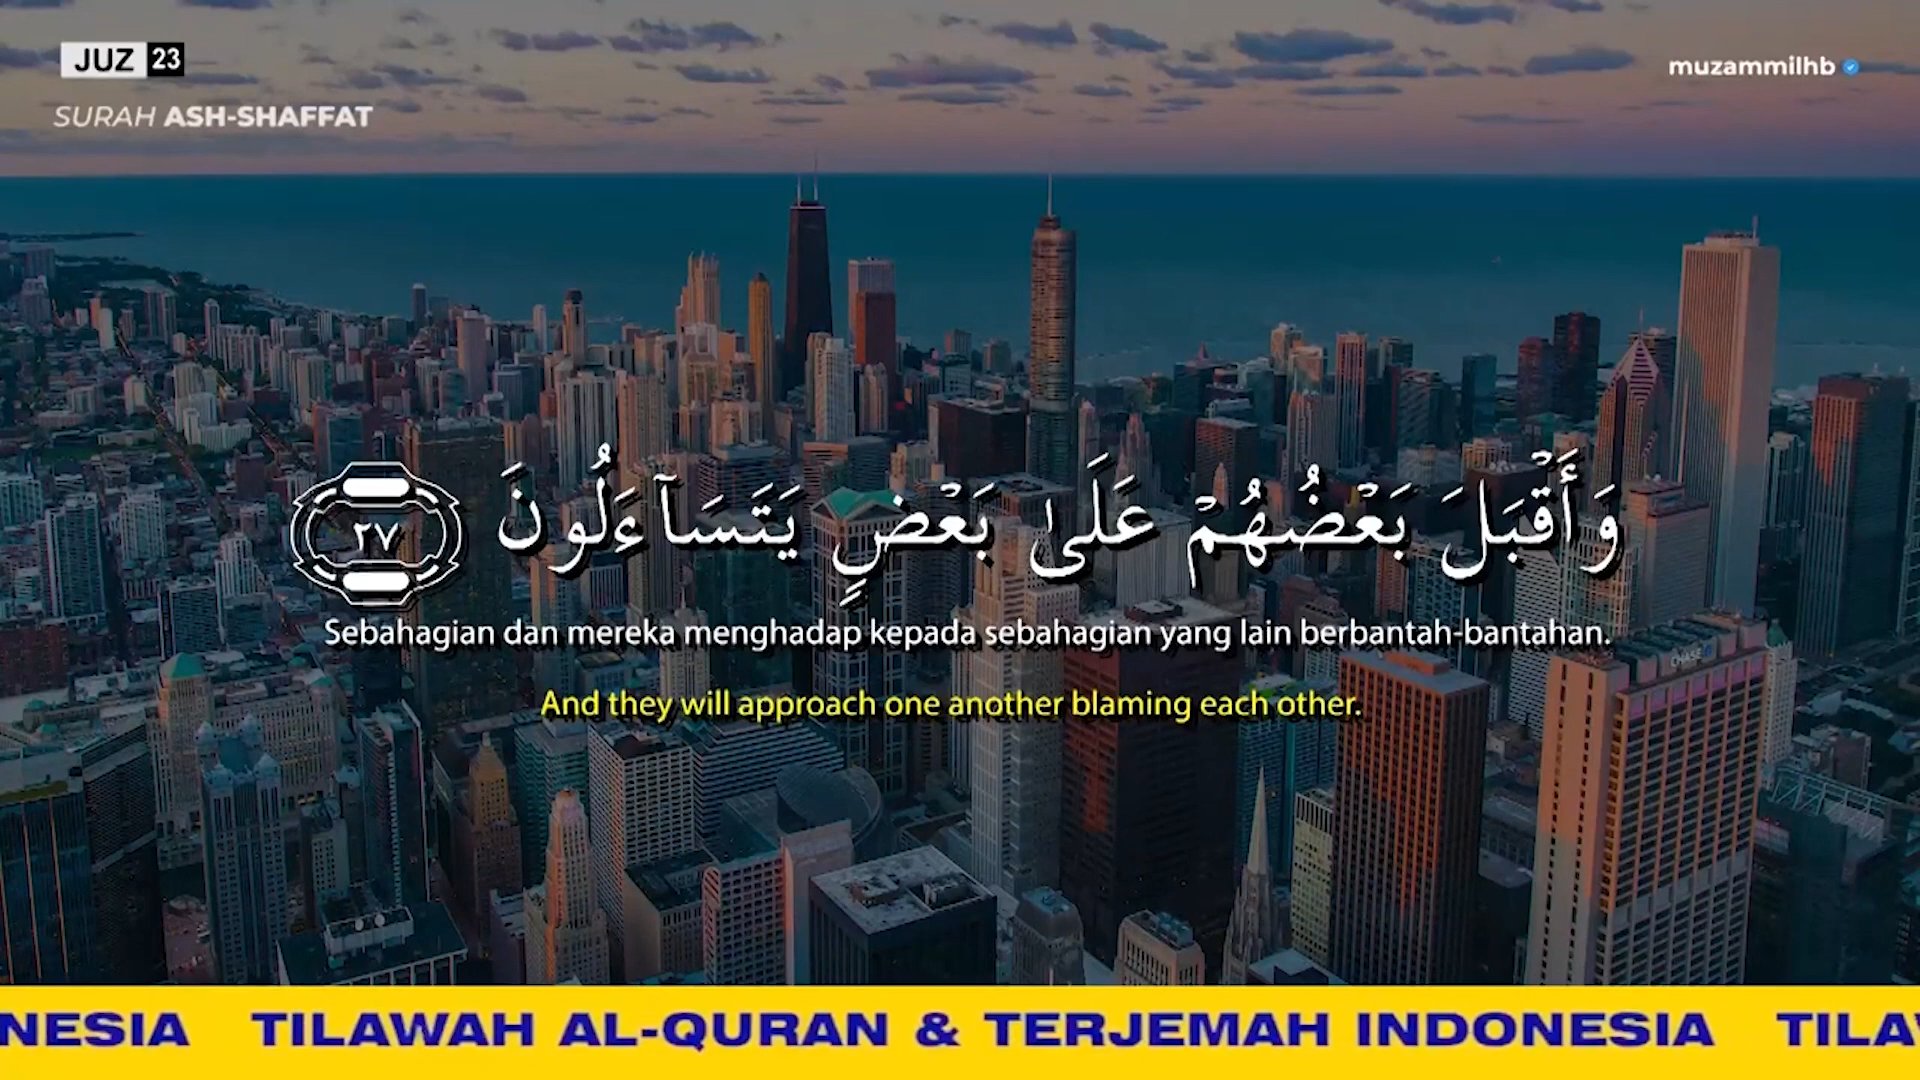 JUZ 23
muzammilhb
SURAH ASH-SHAFFAT
وَأَقْبَلَ بَعْضُهُمْ عَلَىٰ بَعْضٍ يَتَسَآءَلُونَ ٢٧
Sebahagian dan mereka menghadap kepada sebahagian yang lain berbantah-bantahan.
And they will approach one another blaming each other.
CHASE
NESIA TILAWAH AL-QURAN & TERJEMAH INDONESIA TILA